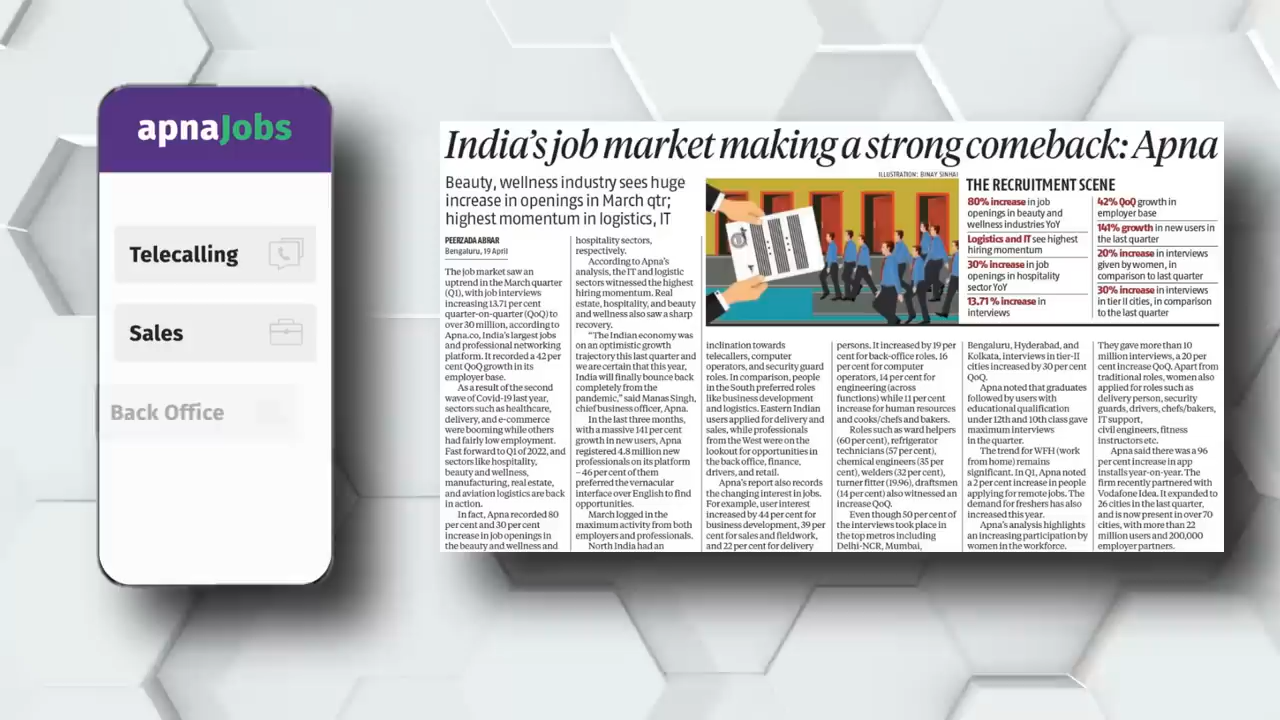 apnaJobs
Telecalling
Sales
Back Office
India's job market making a strong comeback: Apna
Beauty, wellness industry sees huge
increase in openings in March qtr;
highest momentum in logistics, IT
PEERZADA ABRAR
Bengaluru, 19 April
The job market saw an
uptrend in the March quarter
(Q1), with job interviews
increasing 13.71 per cent
quarter-on-quarter (QoQ) to
over 30 million, according to
Apna.co, India's largest jobs
and professional networking
platform. It recorded a 42 per
cent QoQ growth in its
employer base.
As a result of the second
wave of Covid-19 last year,
sectors such as healthcare,
delivery, and e-commerce
were booming while others
had fairly low employment.
Fast forward to Q1 of 2022, and
sectors like hospitality,
beauty and wellness,
manufacturing, real estate,
and aviation logistics are back
in action.
In fact, Apna recorded 80
per cent and 30 per cent
increase in job openings in
the beauty and wellness and
hospitality sectors,
respectively.
According to Apna's
analysis, the IT and logistic
sectors witnessed the highest
hiring momentum. Real
estate, hospitality, and beauty
and wellness also saw a sharp
recovery.
"The Indian economy was
on an optimistic growth
trajectory this last quarter and
we are certain that this year,
India will finally bounce back
completely from the
pandemic," said Manas Singh,
chief business officer, Apna.
In the last three months,
with a massive 141 per cent
growth in new users, Apna
registered 4.8 million new
professionals on its platform
– 46 per cent of them
preferred the vernacular
interface over English to find
opportunities.
March logged in the
maximum activity from both
employers and professionals.
North India had an
ILLUSTRATION: BINAY SINHA
inclination towards
telecallers, computer
operators, and security guard
roles. In comparison, people
in the South preferred roles
like business development
and logistics. Eastern Indian
users applied for delivery and
sales, while professionals
from the West were on the
lookout for opportunities in
the back office, finance,
drivers, and retail.
Apna's report also records
the changing interest in jobs.
For example, user interest
increased by 44 per cent for
business development, 39 per
cent for sales and fieldwork,
and 22 per cent for delivery
persons. It increased by 19 per
cent for back-office roles, 16
per cent for computer
operators, 14 per cent for
engineering (across
functions) while 11 per cent
increase for human resources
and cooks/chefs and bakers.
Roles such as ward helpers
(60 per cent), refrigerator
technicians (57 per cent),
chemical engineers (35 per
cent), welders (32 per cent),
turner fitter (19.96), draftsmen
(14 per cent) also witnessed an
increase QoQ.
Even though 50 per cent of
the interviews took place in
the top metros including
Delhi-NCR, Mumbai,
THE RECRUITMENT SCENE
80% increase in job
openings in beauty and
wellness industries YoY
Logistics and IT see highest
hiring momentum
30% increase in job
openings in hospitality
sector YoY
13.71 % increase in
interviews
42% QoQ growth in
employer base
141% growth in new users in
the last quarter
20% increase in interviews
given by women, in
comparison to last quarter
30% increase in interviews
in tier II cities, in comparison
to the last quarter
Bengaluru, Hyderabad, and
Kolkata, interviews in tier-II
cities increased by 30 per cent
QoQ.
Apna noted that graduates
followed by users with
educational qualification
under 12th and 10th class gave
maximum interviews
in the quarter.
The trend for WFH (work
from home) remains
significant. In Q1, Apna noted
a 2 per cent increase in people
applying for remote jobs. The
demand for freshers has also
increased this year.
Apna's analysis highlights
an increasing participation by
women in the workforce.
They gave more than 10
million interviews, a 20 per
cent increase QoQ. Apart from
traditional roles, women also
applied for roles such as
delivery person, security
guards, drivers, chefs/bakers,
IT support,
civil engineers, fitness
instructors etc.
Apna said there was a 96
per cent increase in app
installs year-on-year. The
firm recently partnered with
Vodafone Idea. It expanded to
26 cities in the last quarter,
and is now present in over 70
cities, with more than 22
million users and 200,000
employer partners.